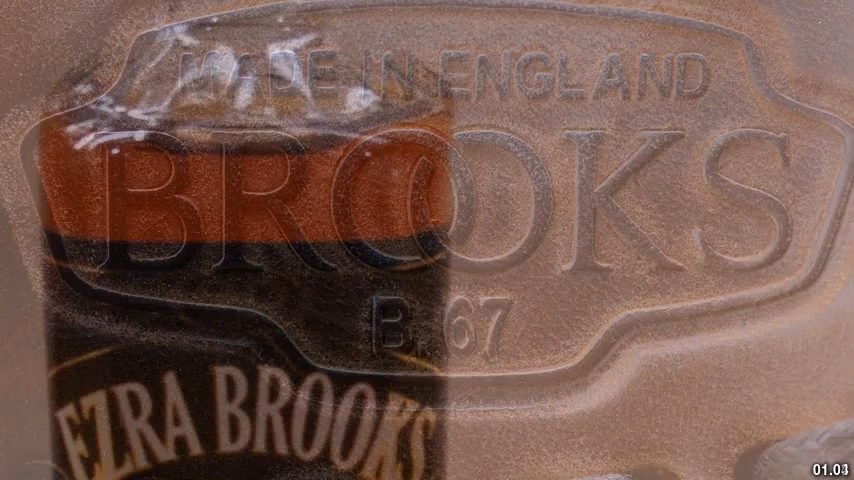 MADE IN ENGLAND
BROOKS
B.67
EZRA BROOKS
01.03